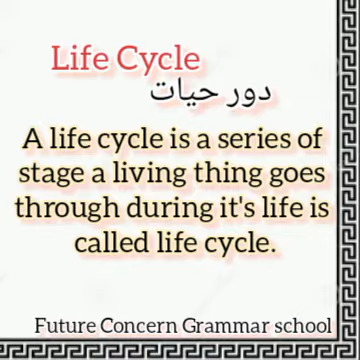 Life Cycle
دور حیات
A life cycle is a series of
stage a living thing goes
through during it's life is
called life cycle.
Future Concern Grammar school